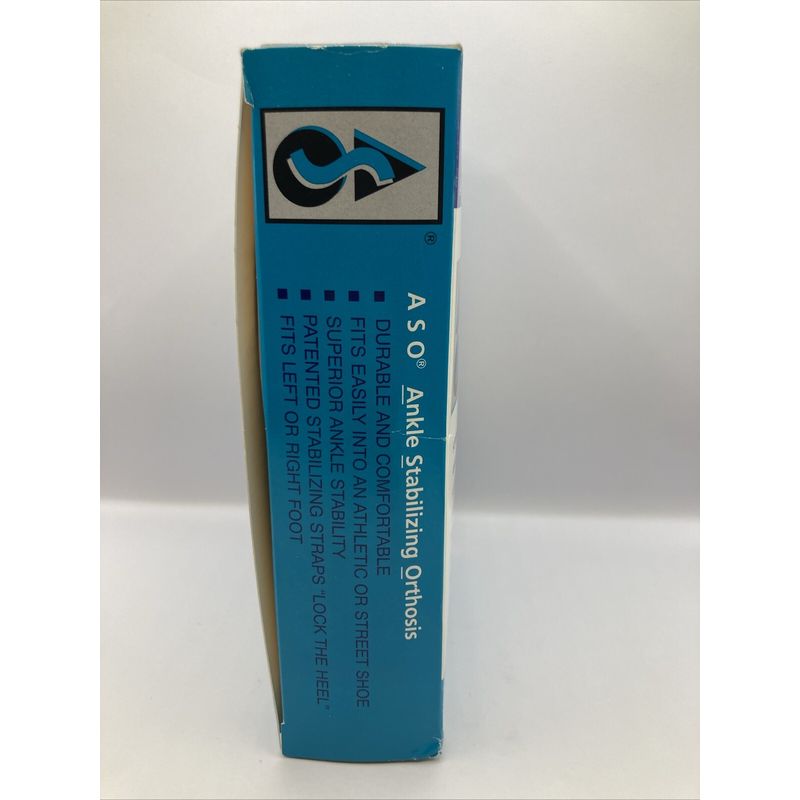 ®
ASO® Ankle Stabilizing Orthosis
■ DURABLE AND COMFORTABLE
■ FITS EASILY INTO AN ATHLETIC OR STREET SHOE
■ SUPERIOR ANKLE STABILITY
■ PATENTED STABILIZING STRAPS "LOCK THE HEEL"
■ FITS LEFT OR RIGHT FOOT